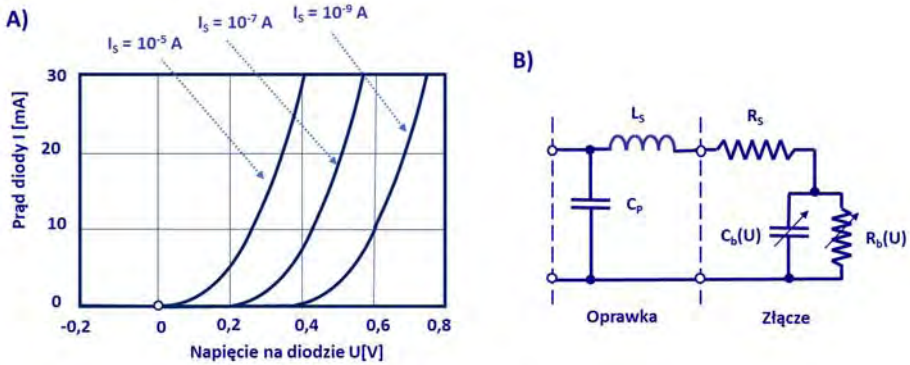 A)
I_S = 10^-5 A
I_S = 10^-7 A
I_S = 10^-9 A
Prąd diody I [mA]
30
20
10
0
-0,2
0
0,2
0,4
0,6
0,8
Napięcie na diodzie U[V]
B)
L_S
R_S
C_P
C_b(U)
R_b(U)
Oprawka
Złącze